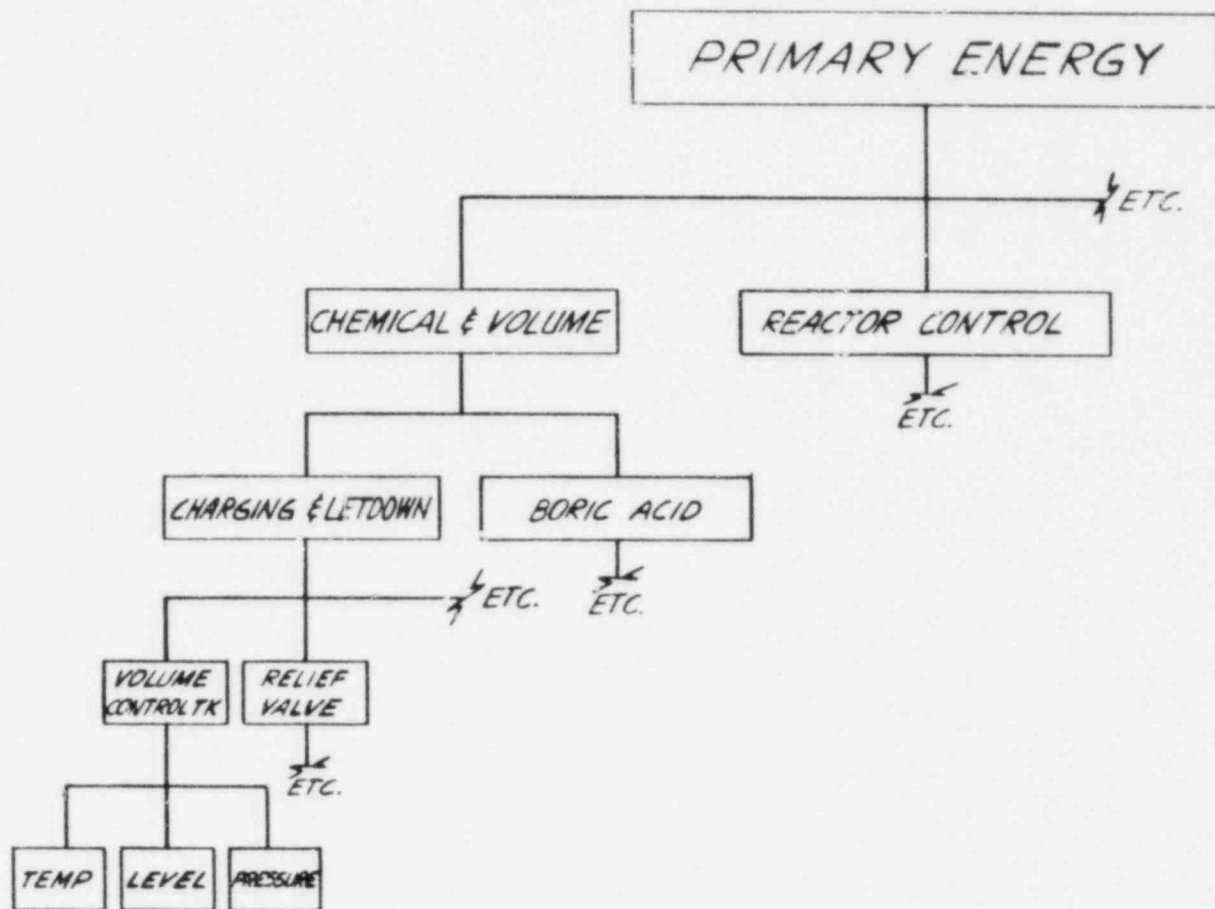 PRIMARY ENERGY
ETC.
CHEMICAL & VOLUME
REACTOR CONTROL
ETC.
CHARGING & LETDOWN
BORIC ACID
ETC.
ETC.
VOLUME
CONTROL TK
RELIEF
VALVE
ETC.
TEMP
LEVEL
PRESSURE